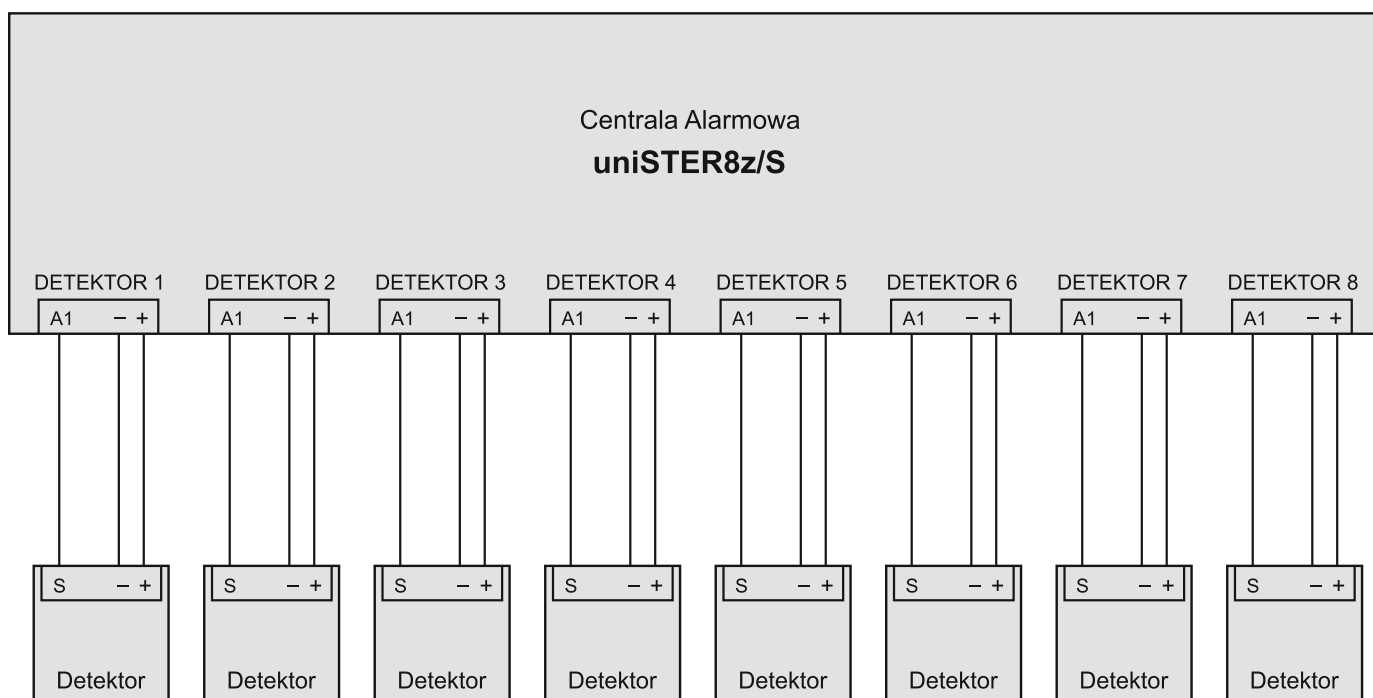 Centrala Alarmowa
uniSTER8z/S
DETEKTOR 1 DETEKTOR 2 DETEKTOR 3 DETEKTOR 4 DETEKTOR 5 DETEKTOR 6 DETEKTOR 7 DETEKTOR 8
A1 − + A1 − + A1 − + A1 − + A1 − + A1 − + A1 − + A1 − +
S − + S − + S − + S − + S − + S − + S − + S − +
Detektor Detektor Detektor Detektor Detektor Detektor Detektor Detektor